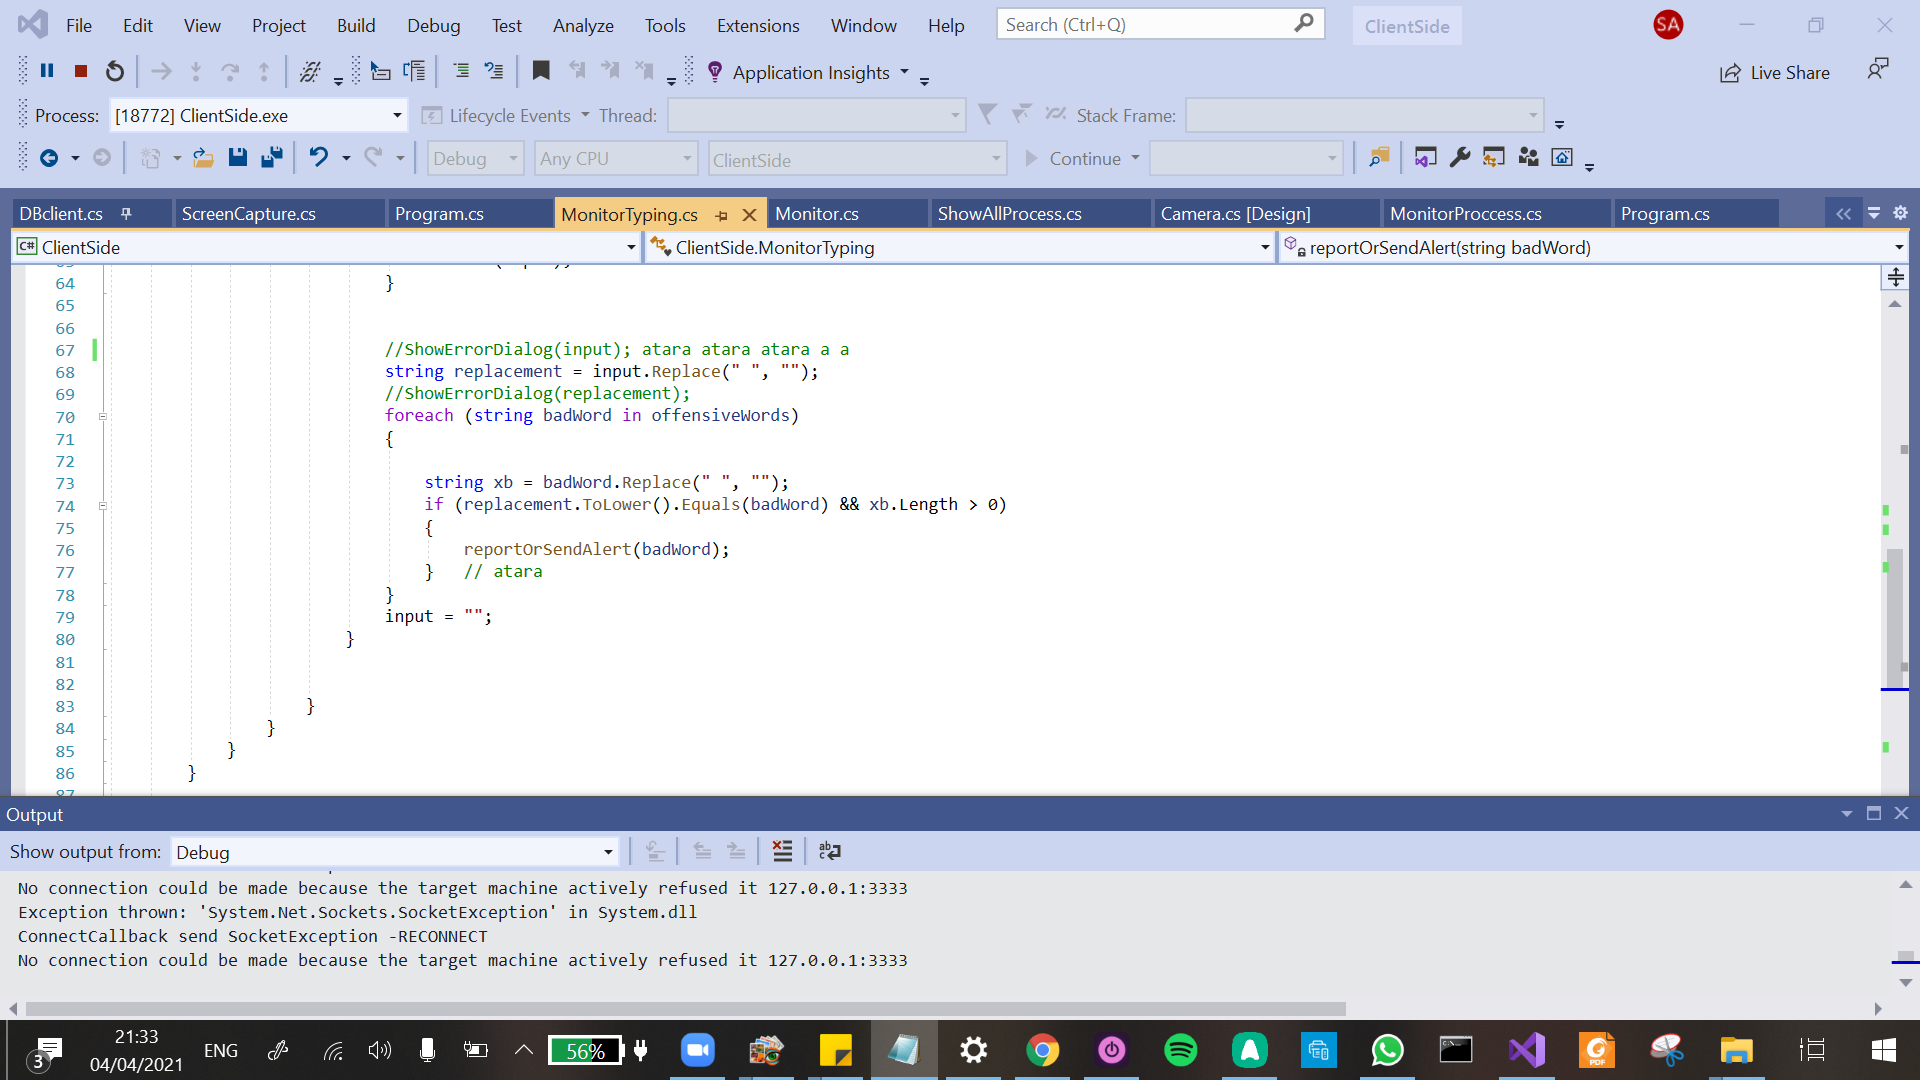 File Edit View Project Build Debug Test Analyze Tools Extensions Window Help Search (Ctrl+Q) ClientSide SA
Application Insights Live Share
Process: [18772] ClientSide.exe Lifecycle Events Thread: Stack Frame:
Debug Any CPU ClientSide Continue
DBclient.cs ScreenCapture.cs Program.cs MonitorTyping.cs Monitor.cs ShowAllProcess.cs Camera.cs [Design] MonitorProccess.cs Program.cs
C# ClientSide ClientSide.MonitorTyping reportOrSendAlert(string badWord)
64 }
65
66
67 //ShowErrorDialog(input); atara atara atara a a
68 string replacement = input.Replace(" ", "");
69 //ShowErrorDialog(replacement);
70 foreach (string badWord in offensiveWords)
71 {
72
73 string xb = badWord.Replace(" ", "");
74 if (replacement.ToLower().Equals(badWord) && xb.Length > 0)
75 {
76 reportOrSendAlert(badWord);
77 } // atara
78 }
79 input = "";
80 }
81
82
83 }
84 }
85 }
86 }
87
Output
Show output from: Debug
No connection could be made because the target machine actively refused it 127.0.0.1:3333
Exception thrown: 'System.Net.Sockets.SocketException' in System.dll
ConnectCallback send SocketException -RECONNECT
No connection could be made because the target machine actively refused it 127.0.0.1:3333
3 21:33 ENG 56%
04/04/2021